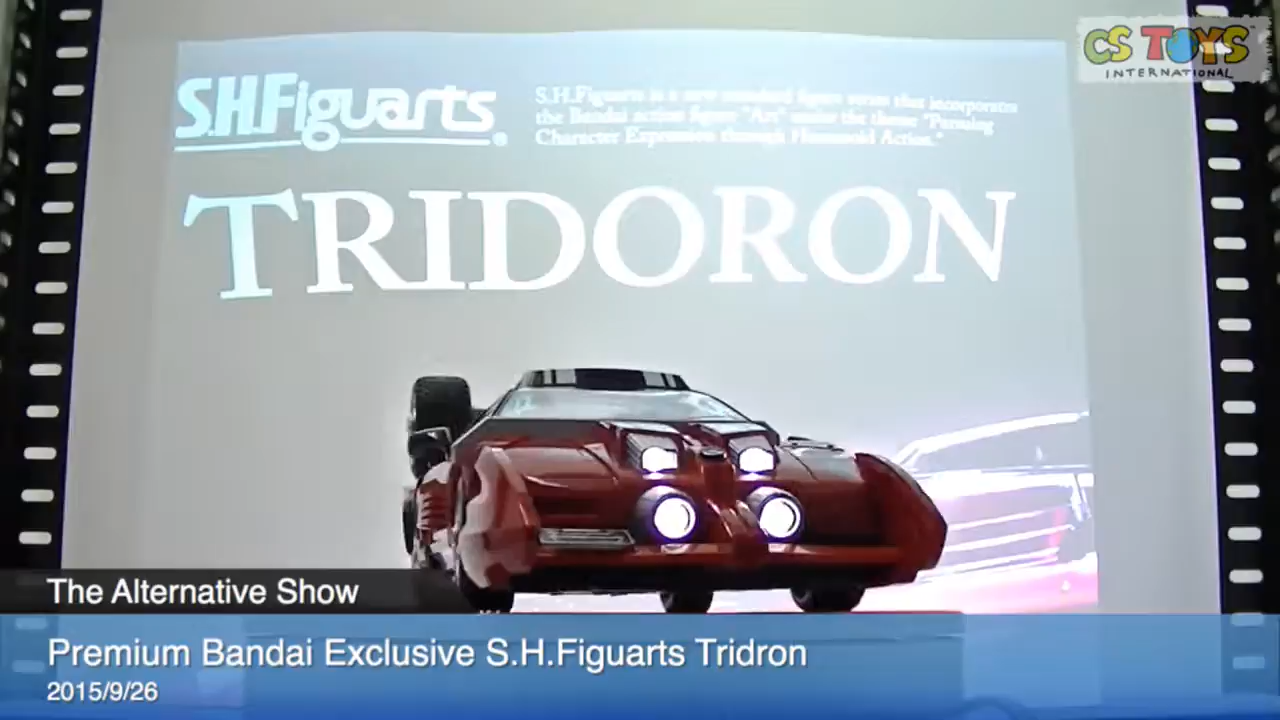 CS TOYS
INTERNATIONAL
S.H.Figuarts
S.H.Figuarts is a new standard figure series that incorporates
the Bandai action figure "Art" under the theme "Pursuing
Character Expression through Humanoid Action."
TRIDORON
The Alternative Show
Premium Bandai Exclusive S.H.Figuarts Tridron
2015/9/26